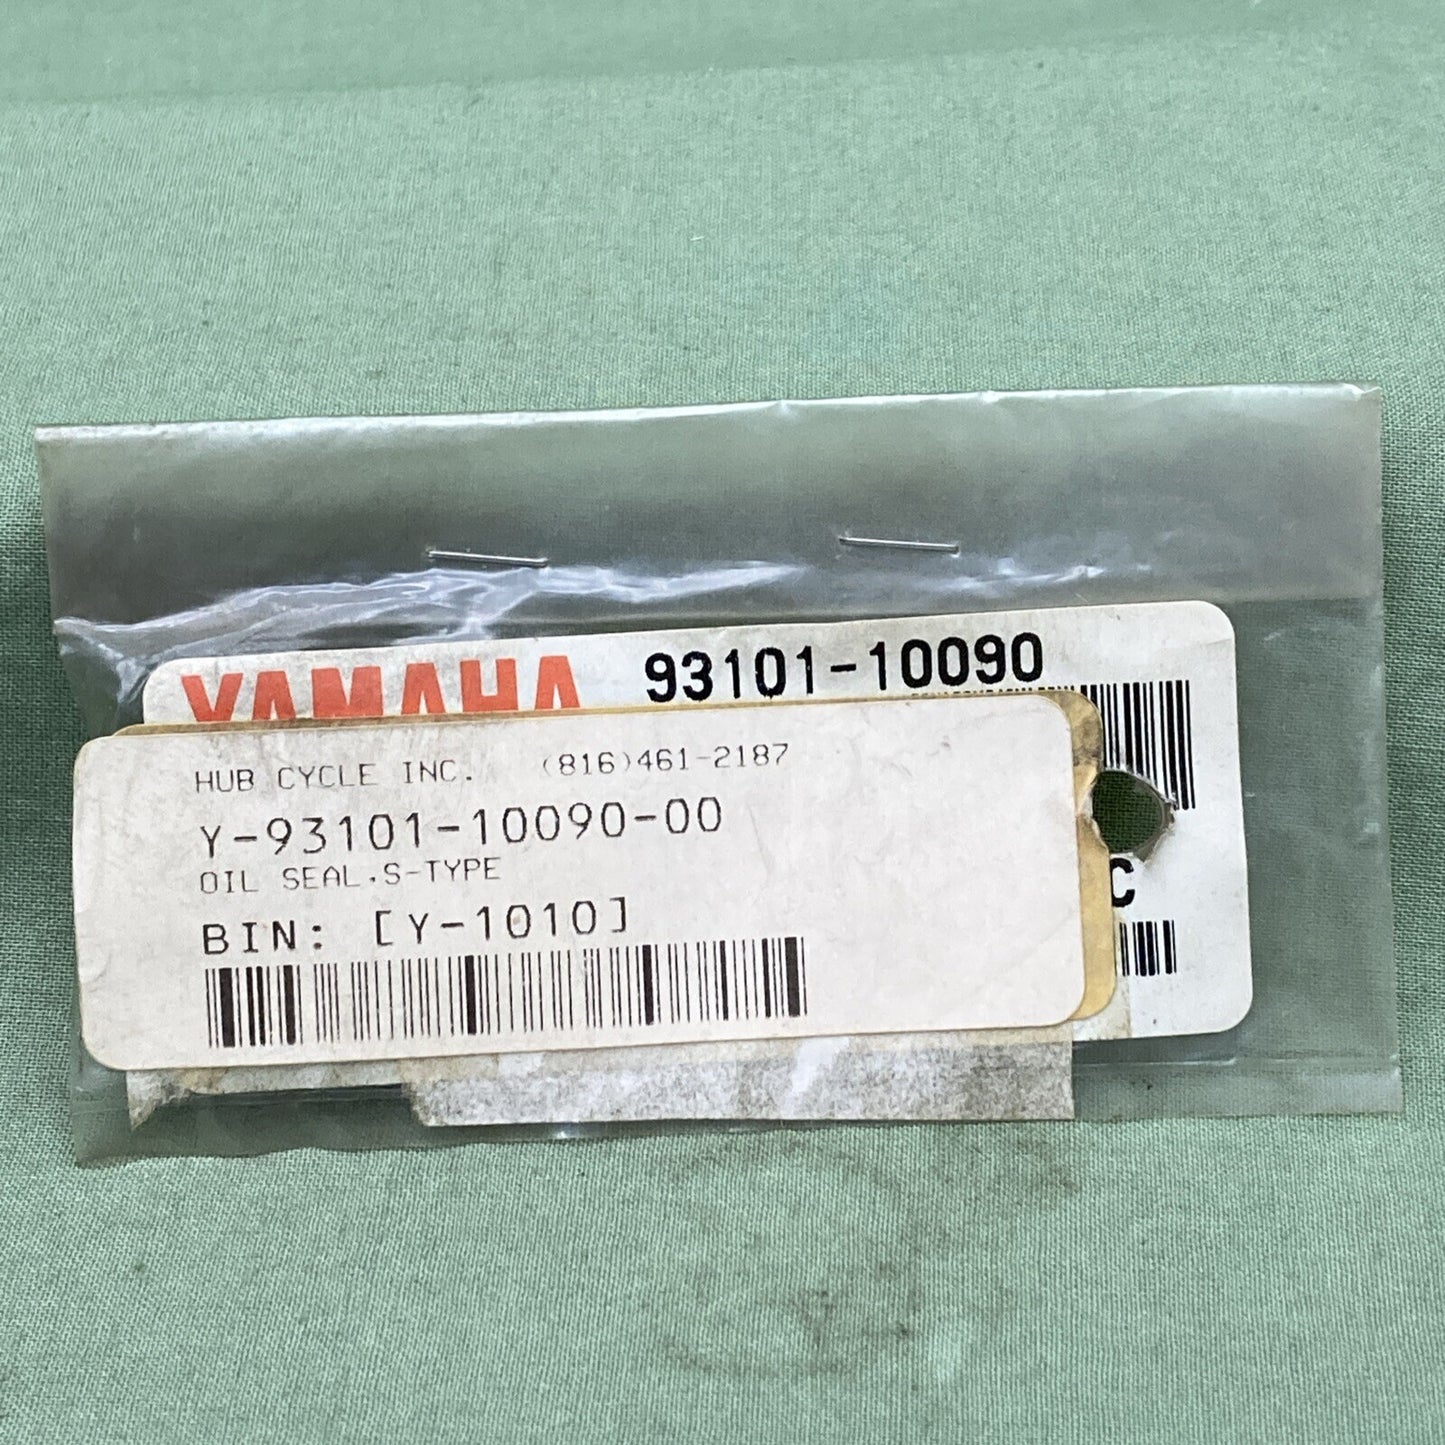 YAMAHA 93101-10090
HUB CYCLE INC. (816)461-2187
Y-93101-10090-00
OIL SEAL,S-TYPE
BIN: [Y-1010]
C